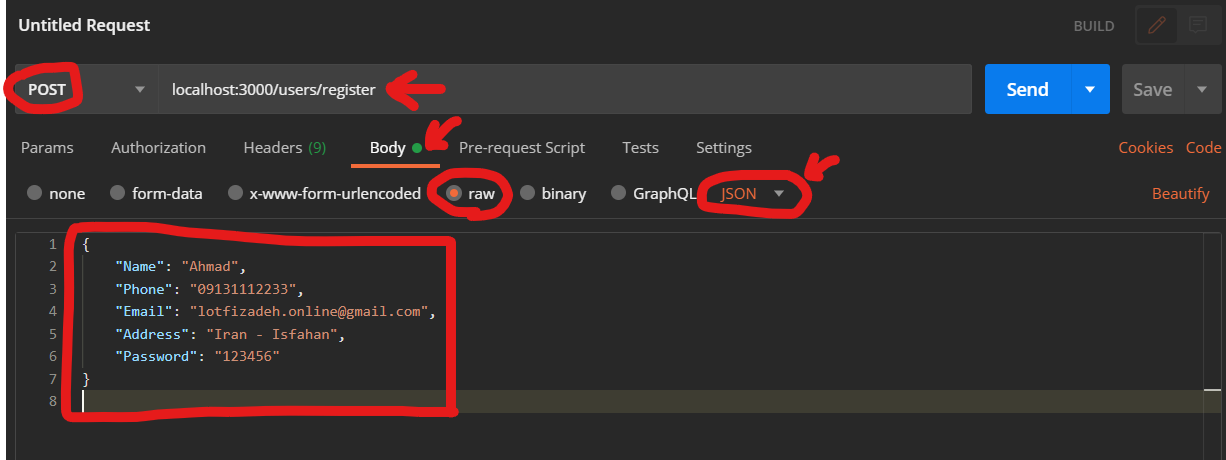 Untitled Request BUILD
POST localhost:3000/users/register Send Save
Params Authorization Headers (9) Body Pre-request Script Tests Settings Cookies Code
none form-data x-www-form-urlencoded raw binary GraphQL JSON Beautify
1 {
2 "Name": "Ahmad",
3 "Phone": "09131112233",
4 "Email": "lotfizadeh.online@gmail.com",
5 "Address": "Iran - Isfahan",
6 "Password": "123456"
7 }
8